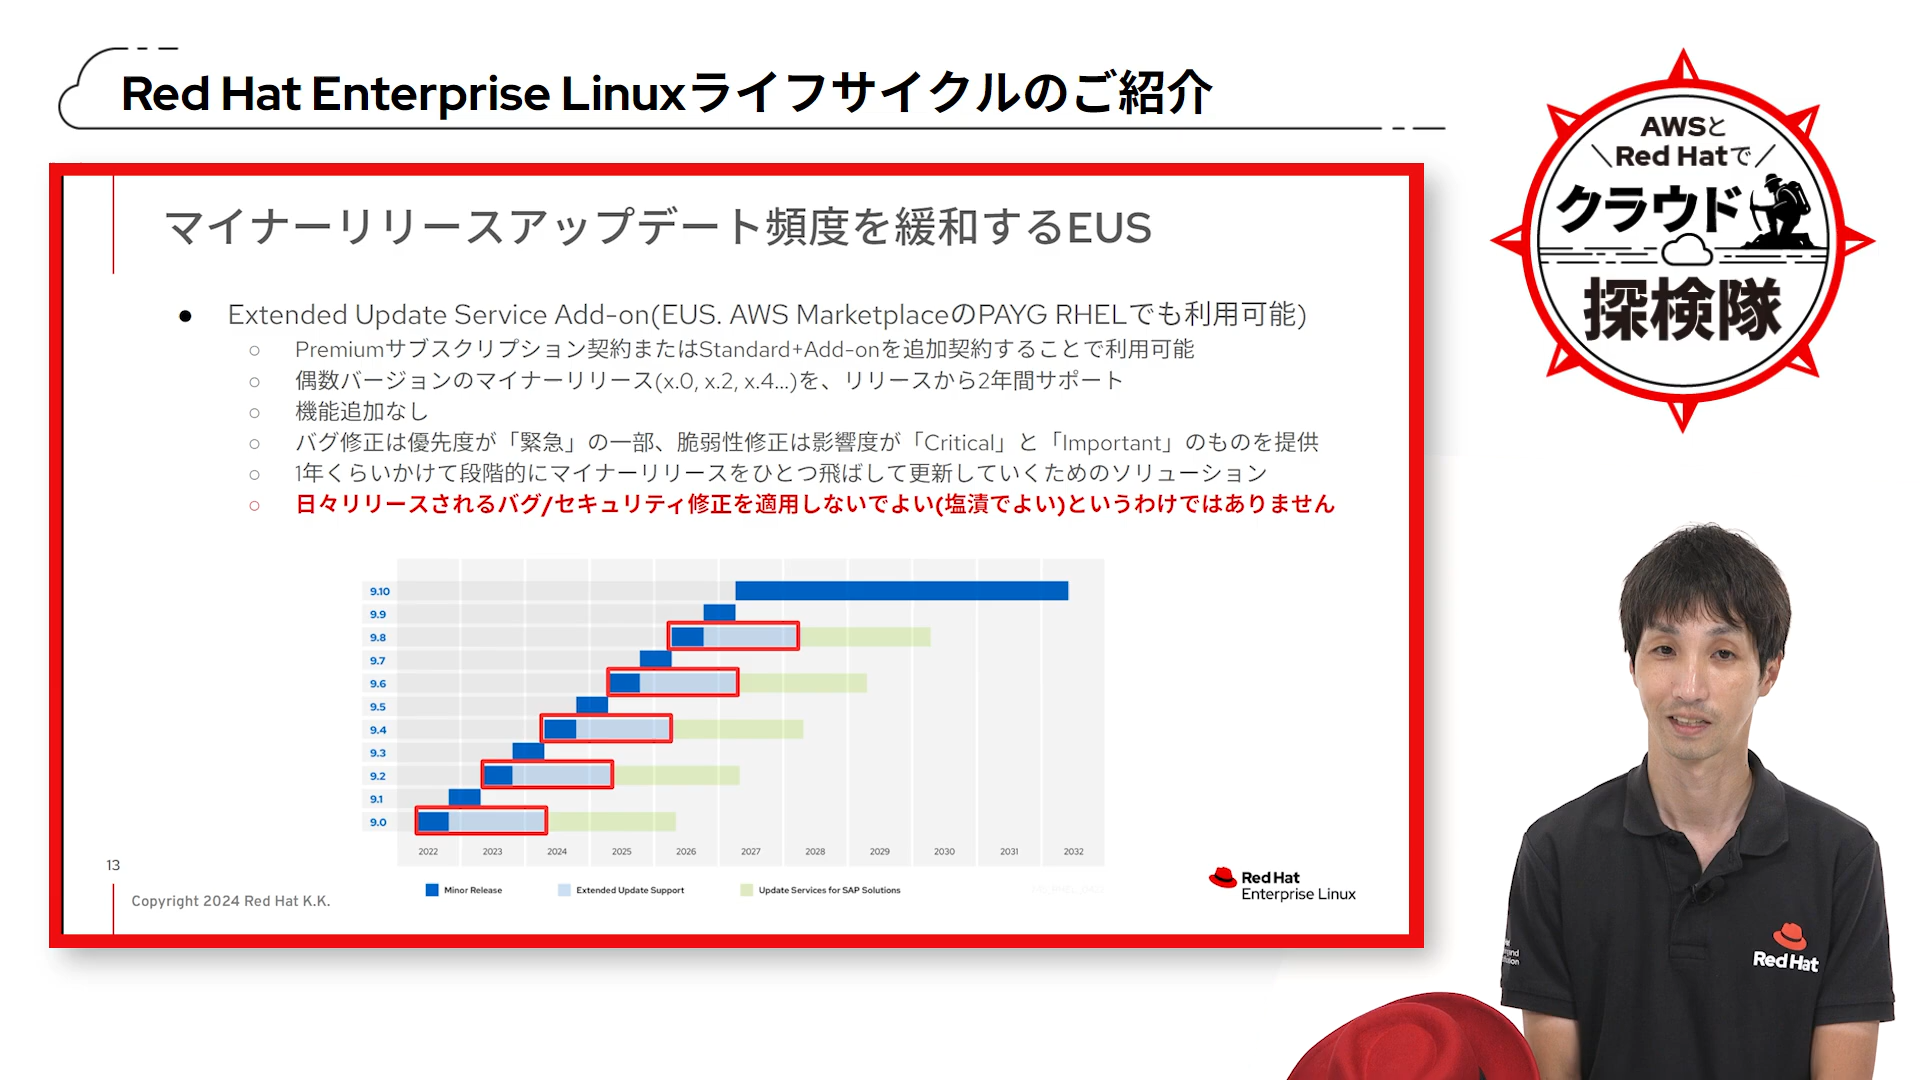 Red Hat Enterprise Linuxライフサイクルのご紹介
AWSと
\Red Hatで/
クラウド
探検隊
マイナーリリースアップデート頻度を緩和するEUS
● Extended Update Service Add-on(EUS. AWS MarketplaceのPAYG RHELでも利用可能)
○ Premiumサブスクリプション契約またはStandard+Add-onを追加契約することで利用可能
○ 偶数バージョンのマイナーリリース(x.0, x.2, x.4...)を、リリースから2年間サポート
○ 機能追加なし
○ バグ修正は優先度が「緊急」の一部、脆弱性修正は影響度が「Critical」と「Important」のものを提供
○ 1年くらいかけて段階的にマイナーリリースをひとつ飛ばして更新していくためのソリューション
○ 日々リリースされるバグ/セキュリティ修正を適用しないでよい(塩漬でよい)というわけではありません
9.10
9.9
9.8
9.7
9.6
9.5
9.4
9.3
9.2
9.1
9.0
2022 2023 2024 2025 2026 2027 2028 2029 2030 2031 2032
Minor Release Extended Update Support Update Services for SAP Solutions
13
Copyright 2024 Red Hat K.K.
Red Hat
Enterprise Linux
Red Hat